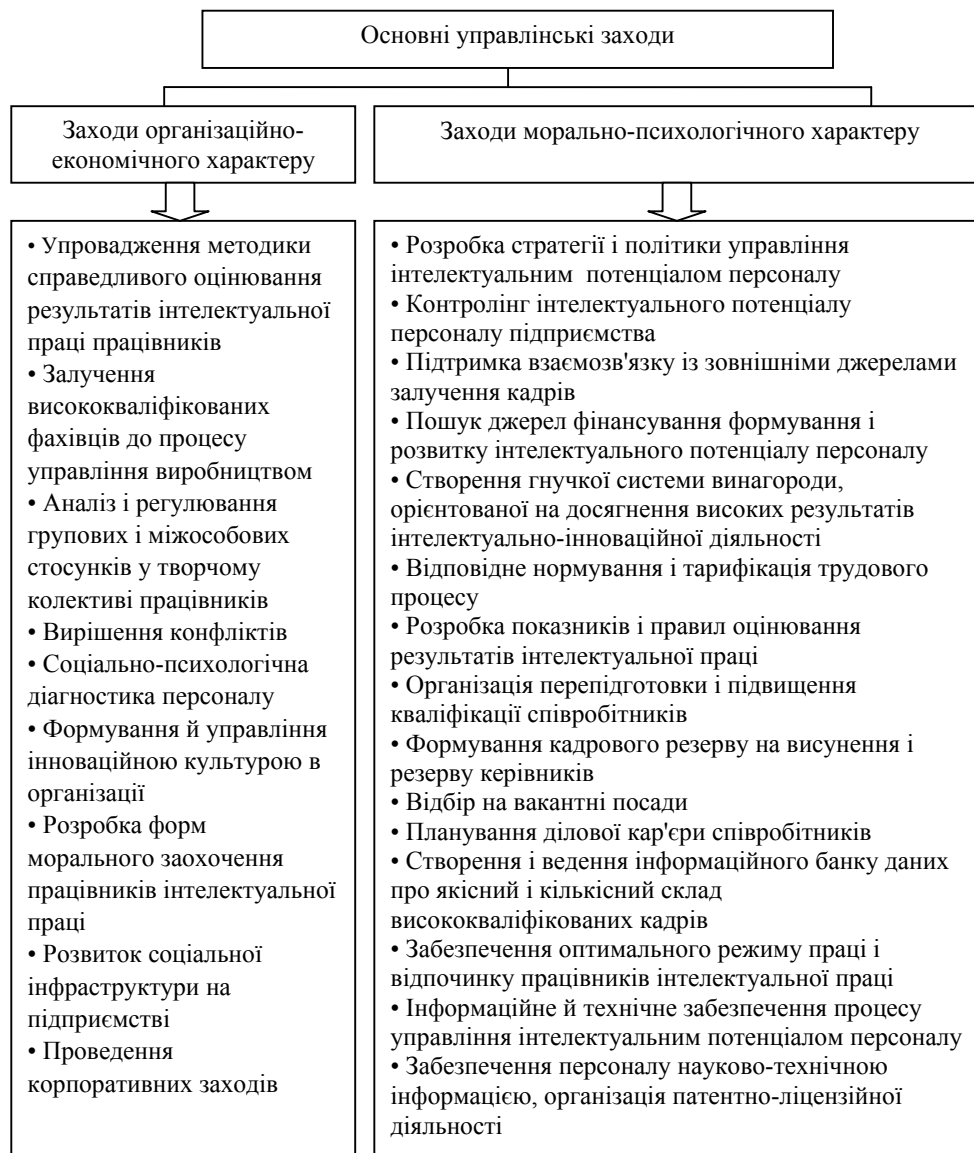 Основні управлінські заходи
Заходи організаційно-
економічного характеру
Заходи морально-психологічного характеру
• Упровадження методики
справедливого оцінювання
результатів інтелектуальної
праці працівників
• Залучення
висококваліфікованих
фахівців до процесу
управління виробництвом
• Аналіз і регулювання
групових і міжособових
стосунків у творчому
колективі працівників
• Вирішення конфліктів
• Соціально-психологічна
діагностика персоналу
• Формування й управління
інноваційною культурою в
організації
• Розробка форм
морального заохочення
працівників інтелектуальної
праці
• Розвиток соціальної
інфраструктури на
підприємстві
• Проведення
корпоративних заходів
• Розробка стратегії і політики управління
інтелектуальним потенціалом персоналу
• Контролінг інтелектуального потенціалу
персоналу підприємства
• Підтримка взаємозв'язку із зовнішніми джерелами
залучення кадрів
• Пошук джерел фінансування формування і
розвитку інтелектуального потенціалу персоналу
• Створення гнучкої системи винагороди,
орієнтованої на досягнення високих результатів
інтелектуально-інноваційної діяльності
• Відповідне нормування і тарифікація трудового
процесу
• Розробка показників і правил оцінювання
результатів інтелектуальної праці
• Організація перепідготовки і підвищення
кваліфікації співробітників
• Формування кадрового резерву на висунення і
резерву керівників
• Відбір на вакантні посади
• Планування ділової кар'єри співробітників
• Створення і ведення інформаційного банку даних
про якісний і кількісний склад
висококваліфікованих кадрів
• Забезпечення оптимального режиму праці і
відпочинку працівників інтелектуальної праці
• Інформаційне й технічне забезпечення процесу
управління інтелектуальним потенціалом персоналу
• Забезпечення персоналу науково-технічною
інформацією, організація патентно-ліцензійної
діяльності